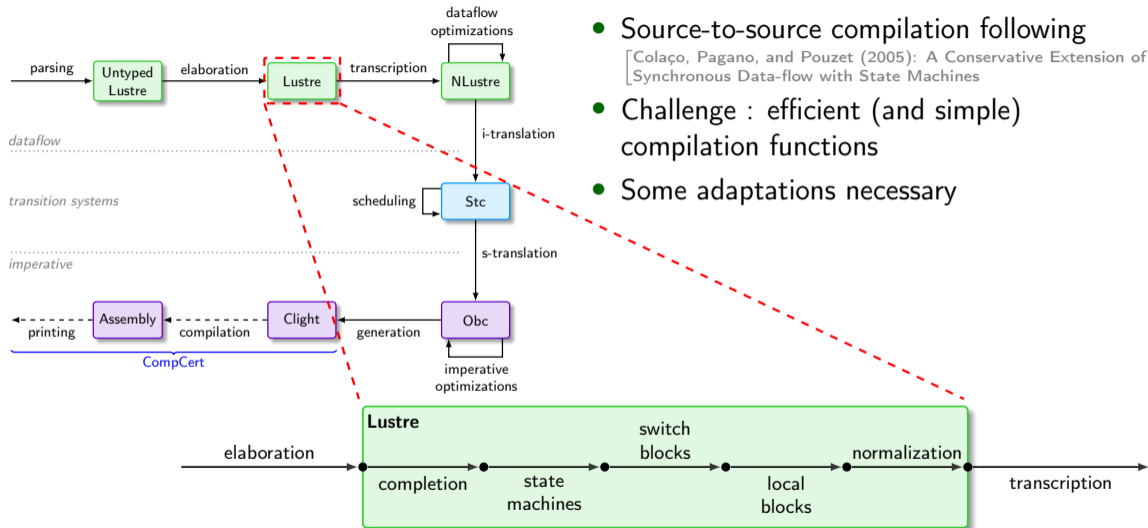 dataflow
optimizations
parsing
Untyped
Lustre
elaboration
Lustre
transcription
NLustre
i-translation
dataflow
transition systems
scheduling
Stc
s-translation
imperative
printing
Assembly
compilation
Clight
generation
Obc
CompCert
imperative
optimizations
• Source-to-source compilation following
[Colaço, Pagano, and Pouzet (2005): A Conservative Extension of
Synchronous Data-flow with State Machines
• Challenge : efficient (and simple)
compilation functions
• Some adaptations necessary
Lustre
elaboration
completion
state
machines
switch
blocks
local
blocks
normalization
transcription